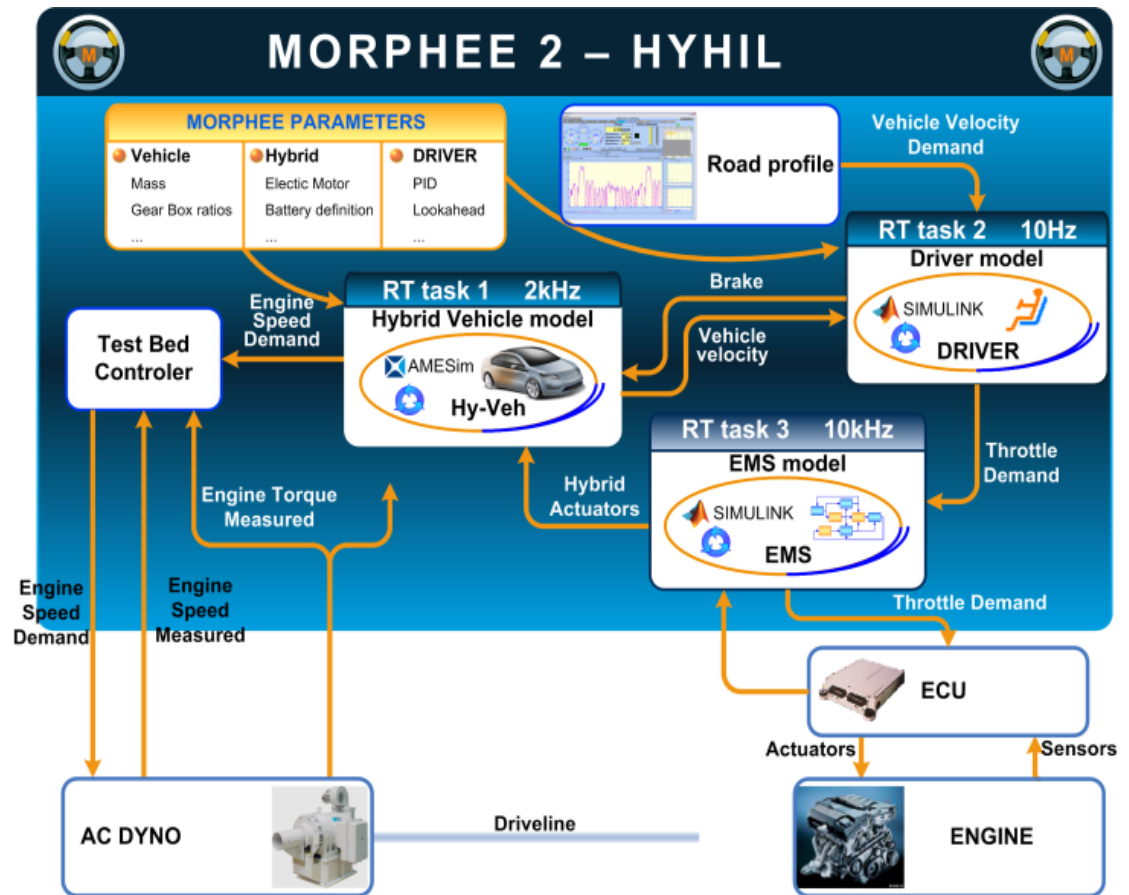 MORPHEE 2 – HYHIL
M
M
MORPHEE PARAMETERS
Vehicle
Mass
Gear Box ratios
...
Hybrid
Electic Motor
Battery definition
...
DRIVER
PID
Lookahead
...
Road profile
Vehicle Velocity
Demand
RT task 2 10Hz
Driver model
SIMULINK
DRIVER
Brake
Vehicle
velocity
RT task 1 2kHz
Hybrid Vehicle model
AMESim
Hy-Veh
Engine
Speed
Demand
Test Bed
Controler
RT task 3 10kHz
EMS model
SIMULINK
EMS
Throttle
Demand
Hybrid
Actuators
Engine Torque
Measured
Engine
Speed
Demand
Engine
Speed
Measured
Throttle Demand
ECU
Actuators
Sensors
AC DYNO
Driveline
ENGINE